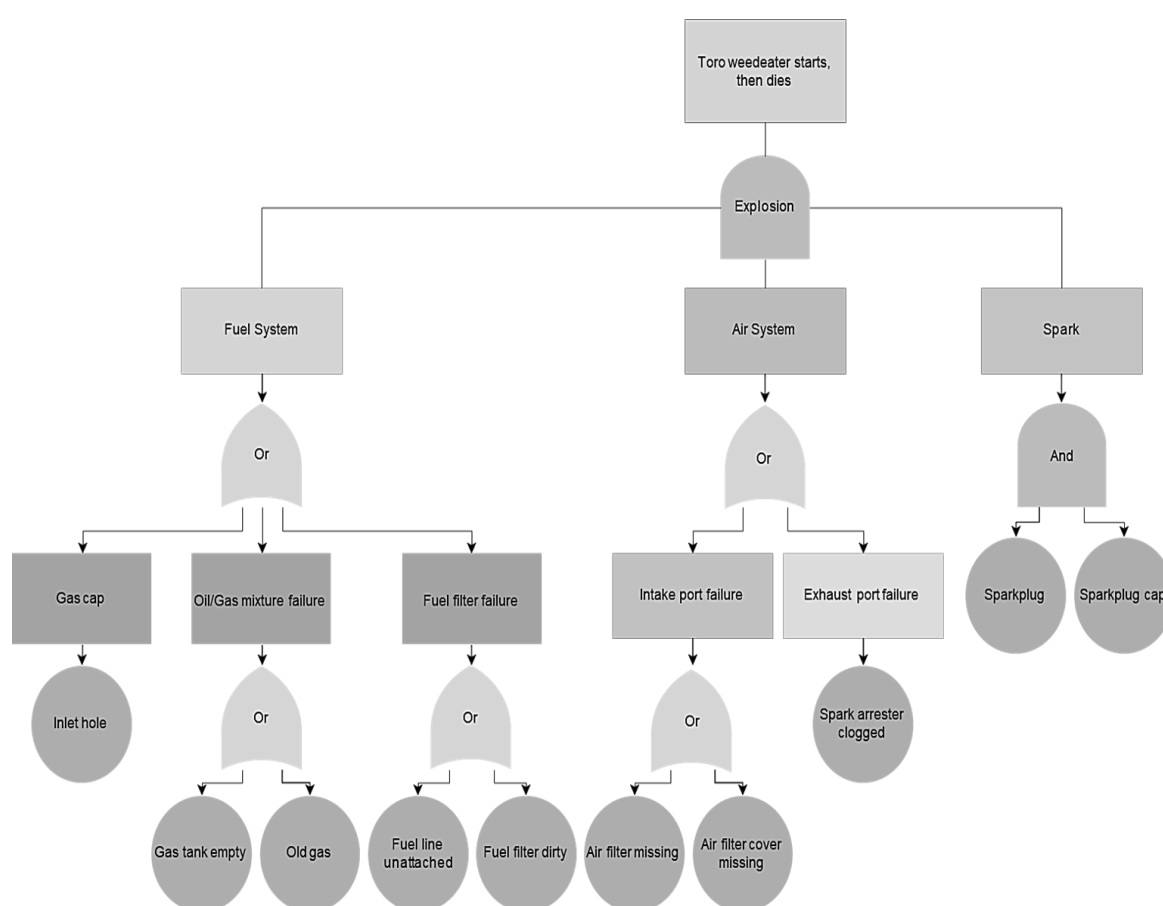 Toro weedeater starts,
then dies
Explosion
Fuel System
Air System
Spark
Or
Or
And
Gas cap
Oil/Gas mixture failure
Fuel filter failure
Intake port failure
Exhaust port failure
Sparkplug
Sparkplug cap
Inlet hole
Or
Or
Or
Spark arrester
clogged
Gas tank empty
Old gas
Fuel line
unattached
Fuel filter dirty
Air filter missing
Air filter cover
missing